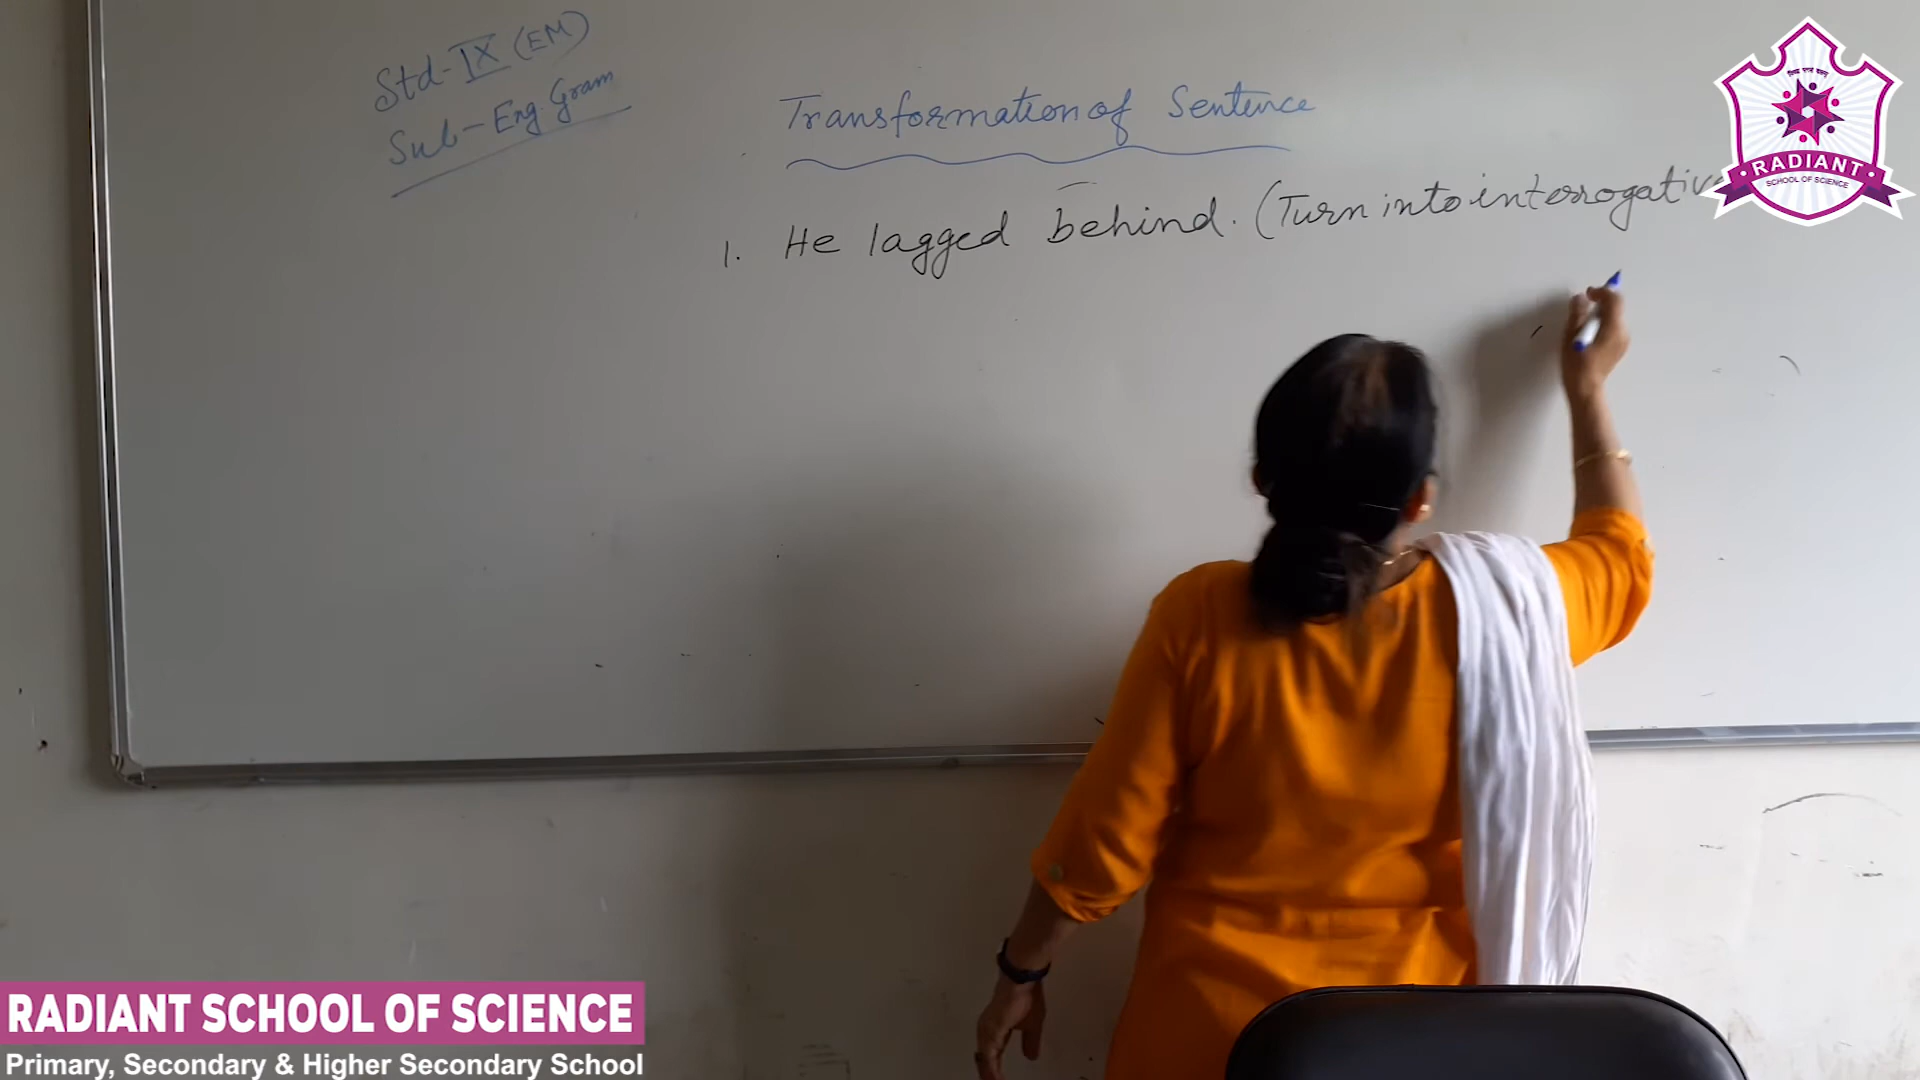 Std-IX (EM)
Sub-Eng. Gram
Transformation of Sentence
1. He lagged behind. (Turn into interrogative
RADIANT
SCHOOL OF SCIENCE
RADIANT SCHOOL OF SCIENCE
Primary, Secondary & Higher Secondary School